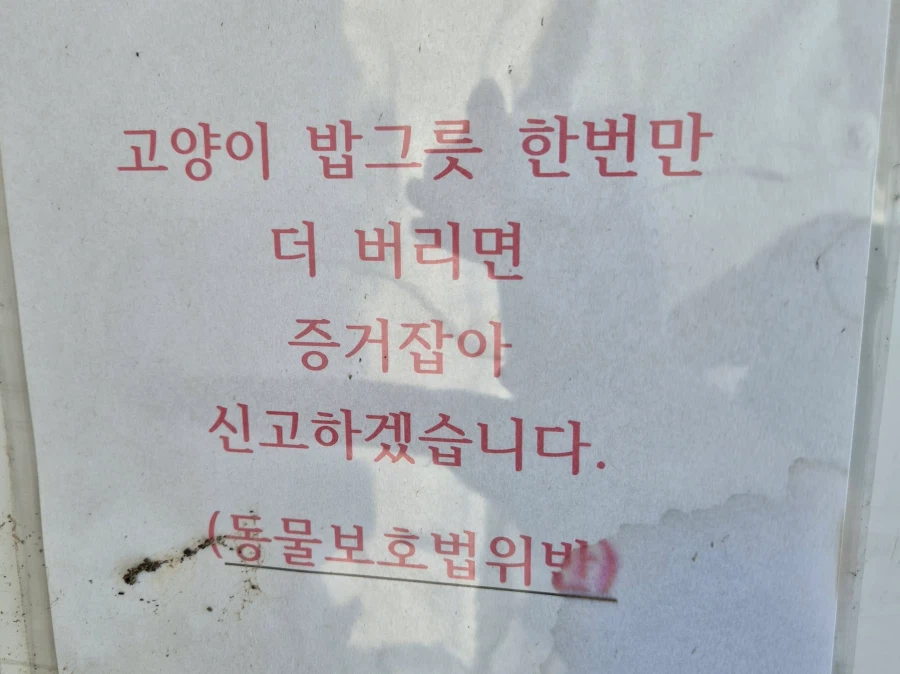 고양이 밥그릇 한번만
더 버리면
증거잡아
신고하겠습니다.
(동물보호법위반)